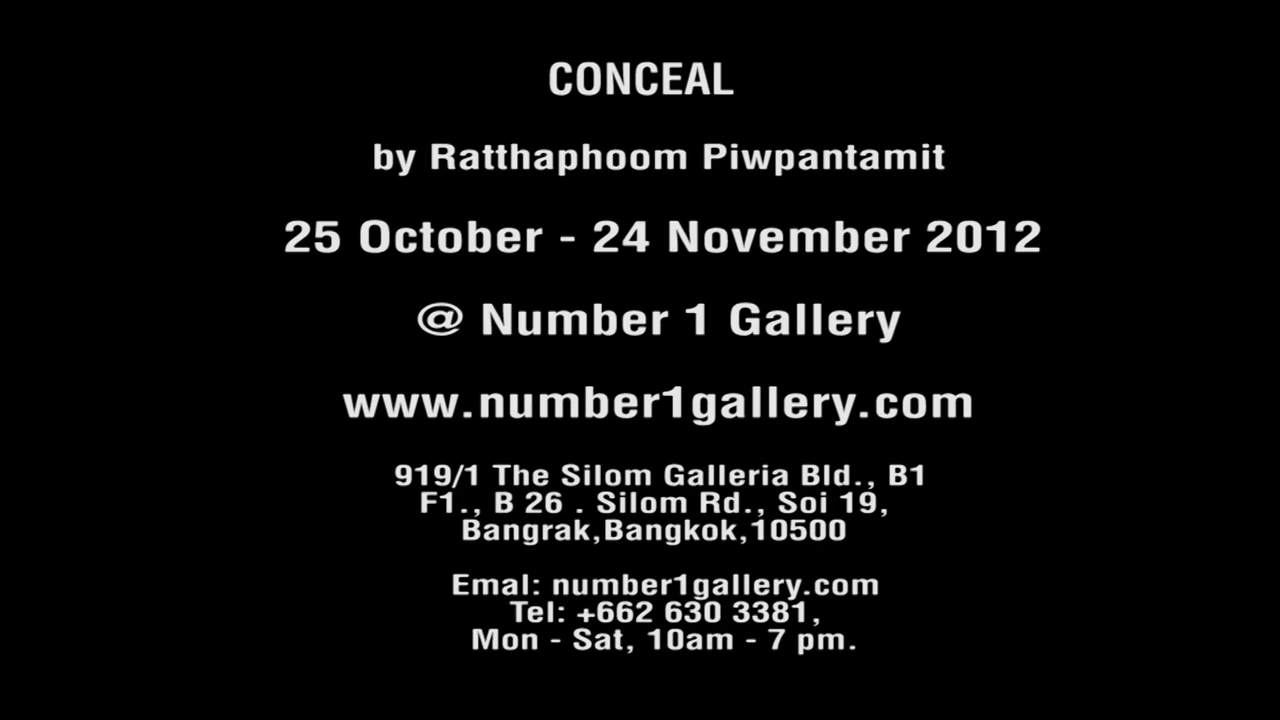 CONCEAL
by Ratthaphoom Piwpantamit
25 October - 24 November 2012
@ Number 1 Gallery
www.number1gallery.com
919/1 The Silom Galleria Bld., B1
F1., B 26 . Silom Rd., Soi 19,
Bangrak,Bangkok,10500
Emal: number1gallery.com
Tel: +662 630 3381,
Mon - Sat, 10am - 7 pm.